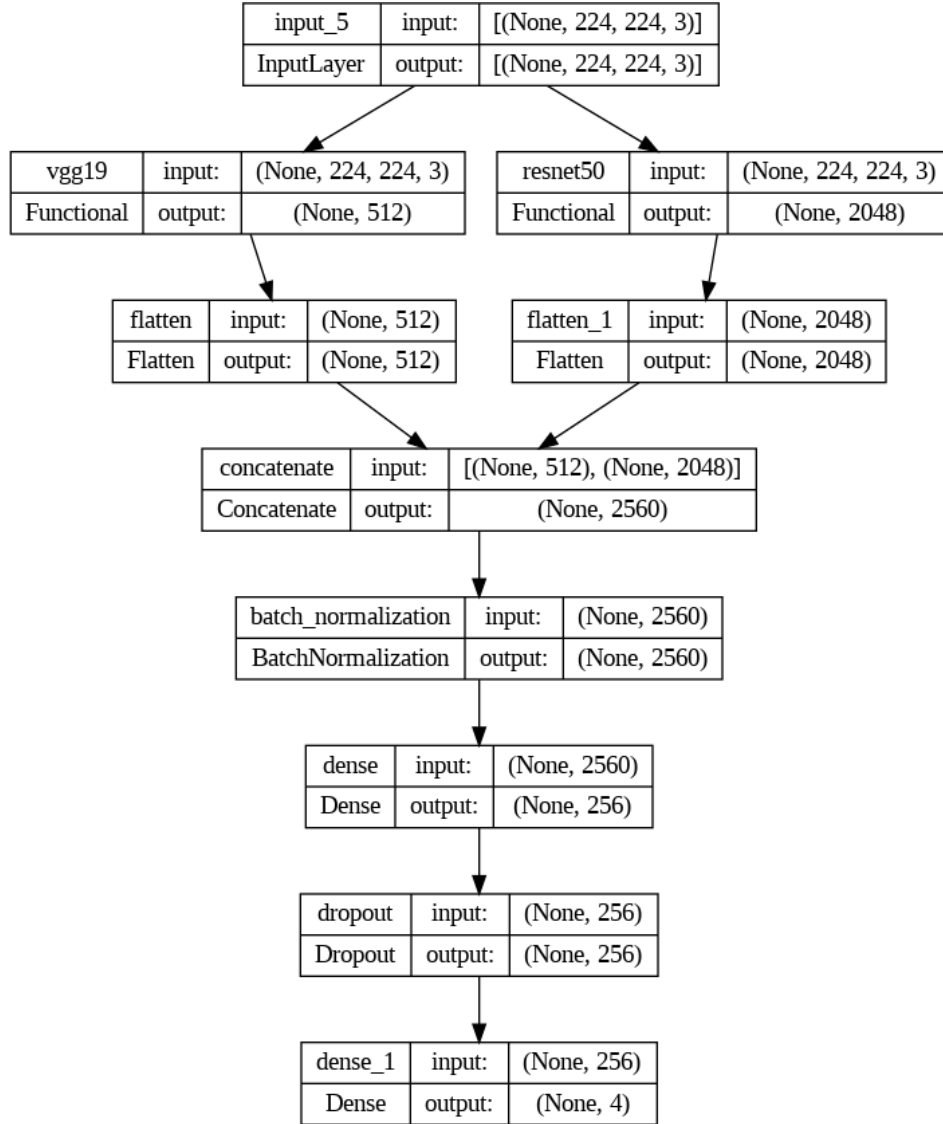 input_5 input: [(None, 224, 224, 3)]
InputLayer output: [(None, 224, 224, 3)]
vgg19 input: (None, 224, 224, 3)
Functional output: (None, 512)
resnet50 input: (None, 224, 224, 3)
Functional output: (None, 2048)
flatten input: (None, 512)
Flatten output: (None, 512)
flatten_1 input: (None, 2048)
Flatten output: (None, 2048)
concatenate input: [(None, 512), (None, 2048)]
Concatenate output: (None, 2560)
batch_normalization input: (None, 2560)
BatchNormalization output: (None, 2560)
dense input: (None, 2560)
Dense output: (None, 256)
dropout input: (None, 256)
Dropout output: (None, 256)
dense_1 input: (None, 256)
Dense output: (None, 4)